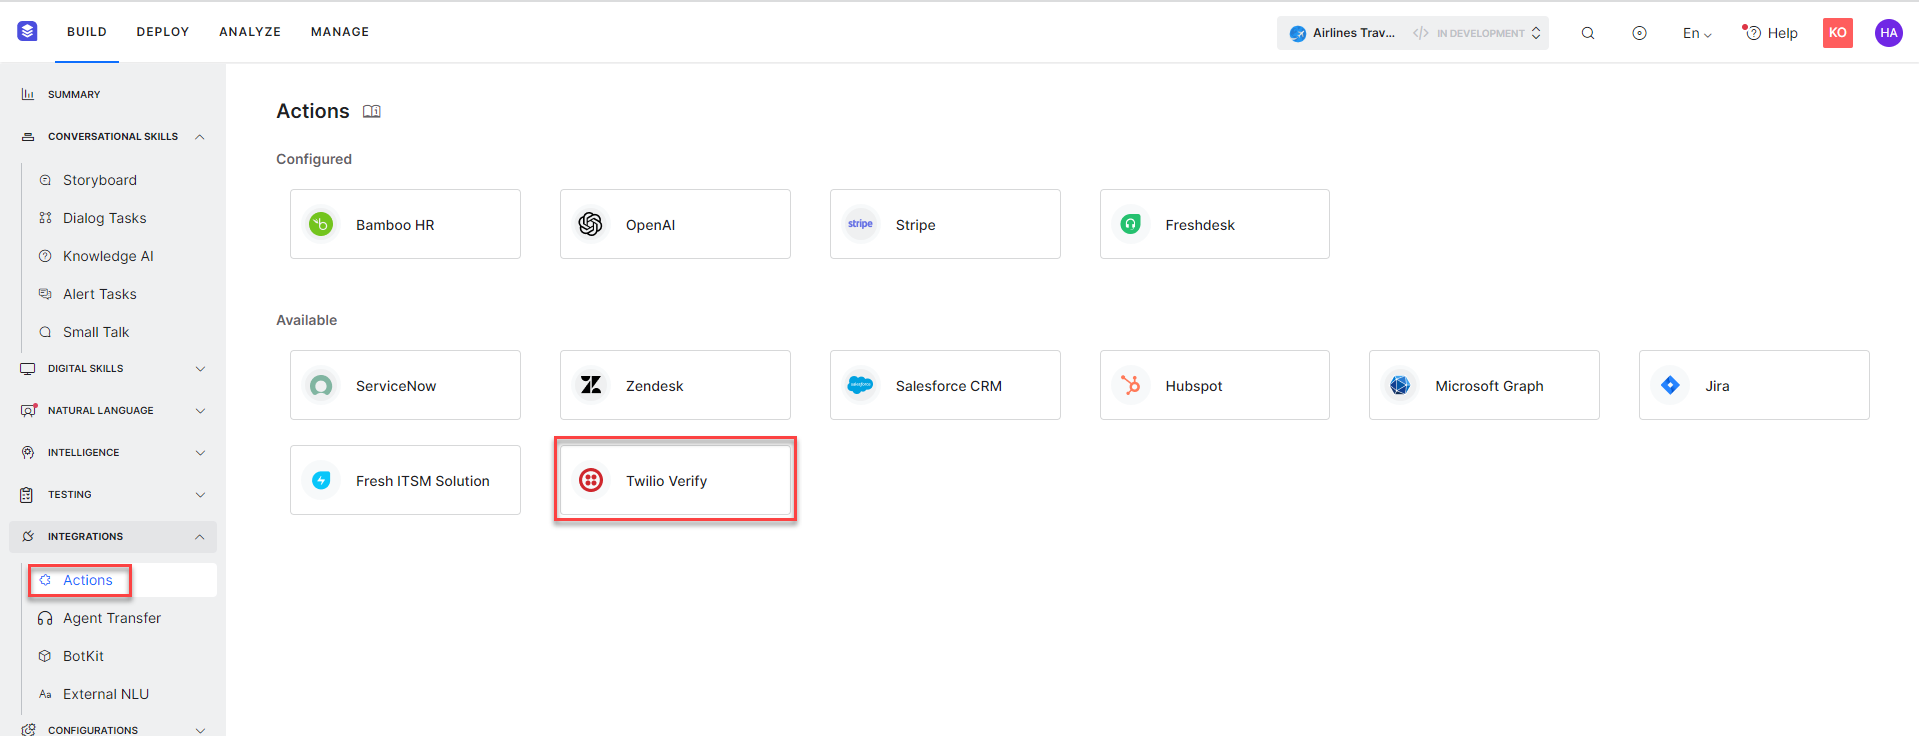 BUILD DEPLOY ANALYZE MANAGE Airlines Trav... </> IN DEVELOPMENT En Help KO HA
SUMMARY
CONVERSATIONAL SKILLS
Storyboard
Dialog Tasks
Knowledge AI
Alert Tasks
Small Talk
DIGITAL SKILLS
NATURAL LANGUAGE
INTELLIGENCE
TESTING
INTEGRATIONS
Actions
Agent Transfer
BotKit
Aa External NLU
CONFIGURATIONS
Actions
Configured
Bamboo HR OpenAI stripe Stripe Freshdesk
Available
ServiceNow Zendesk salesforce Salesforce CRM Hubspot Microsoft Graph Jira
Fresh ITSM Solution Twilio Verify